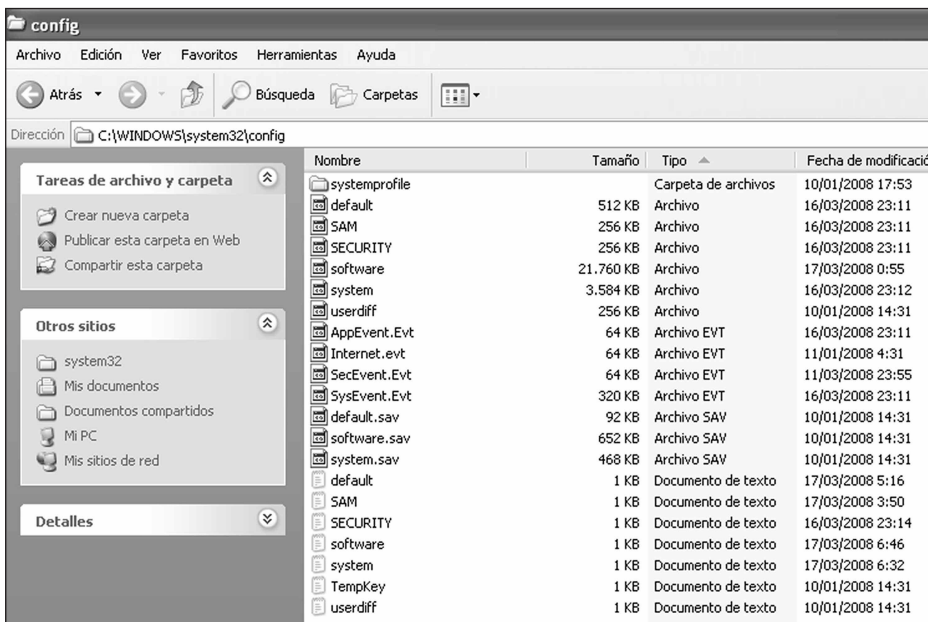 config
Archivo Edición Ver Favoritos Herramientas Ayuda
Atrás Búsqueda Carpetas
Dirección C:\WINDOWS\system32\config
Tareas de archivo y carpeta
Crear nueva carpeta
Publicar esta carpeta en Web
Compartir esta carpeta
Otros sitios
system32
Mis documentos
Documentos compartidos
Mi PC
Mis sitios de red
Detalles
Nombre Tamaño Tipo Fecha de modificació
systemprofile Carpeta de archivos 10/01/2008 17:53
default 512 KB Archivo 16/03/2008 23:11
SAM 256 KB Archivo 16/03/2008 23:11
SECURITY 256 KB Archivo 16/03/2008 23:11
software 21.760 KB Archivo 17/03/2008 0:55
system 3.584 KB Archivo 16/03/2008 23:12
userdiff 256 KB Archivo 10/01/2008 14:31
AppEvent.Evt 64 KB Archivo EVT 16/03/2008 23:11
Internet.evt 64 KB Archivo EVT 11/01/2008 4:31
SecEvent.Evt 64 KB Archivo EVT 11/03/2008 23:55
SysEvent.Evt 320 KB Archivo EVT 16/03/2008 23:11
default.sav 92 KB Archivo SAV 10/01/2008 14:31
software.sav 652 KB Archivo SAV 10/01/2008 14:31
system.sav 468 KB Archivo SAV 10/01/2008 14:31
default 1 KB Documento de texto 17/03/2008 5:16
SAM 1 KB Documento de texto 17/03/2008 3:50
SECURITY 1 KB Documento de texto 16/03/2008 23:14
software 1 KB Documento de texto 17/03/2008 6:46
system 1 KB Documento de texto 17/03/2008 6:32
TempKey 1 KB Documento de texto 10/01/2008 14:31
userdiff 1 KB Documento de texto 10/01/2008 14:31